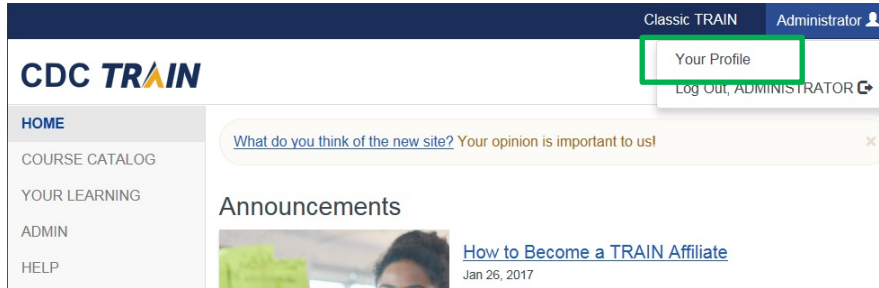 Classic TRAIN
Administrator
Your Profile
Log Out, ADMINISTRATOR
CDC TRAIN
HOME
What do you think of the new site? Your opinion is important to us!
×
COURSE CATALOG
YOUR LEARNING
Announcements
ADMIN
How to Become a TRAIN Affiliate
HELP
Jan 26, 2017